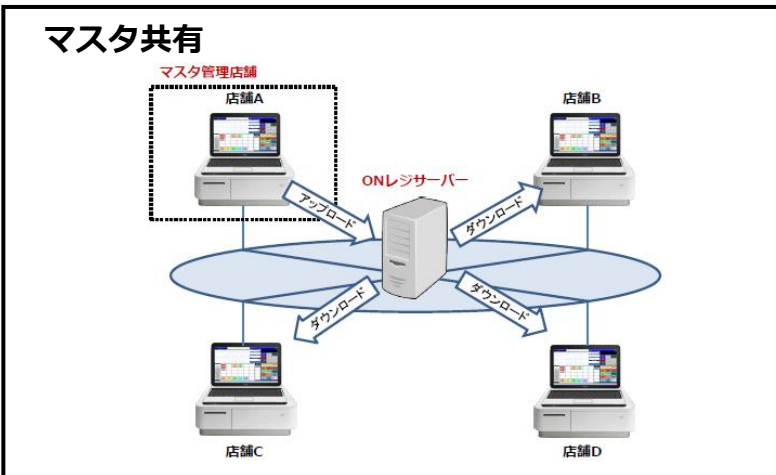 マスタ共有
マスタ管理店舗
店舗A
店舗B
ONレジサーバー
アップロード
ダウンロード
ダウンロード
ダウンロード
店舗C
店舗D